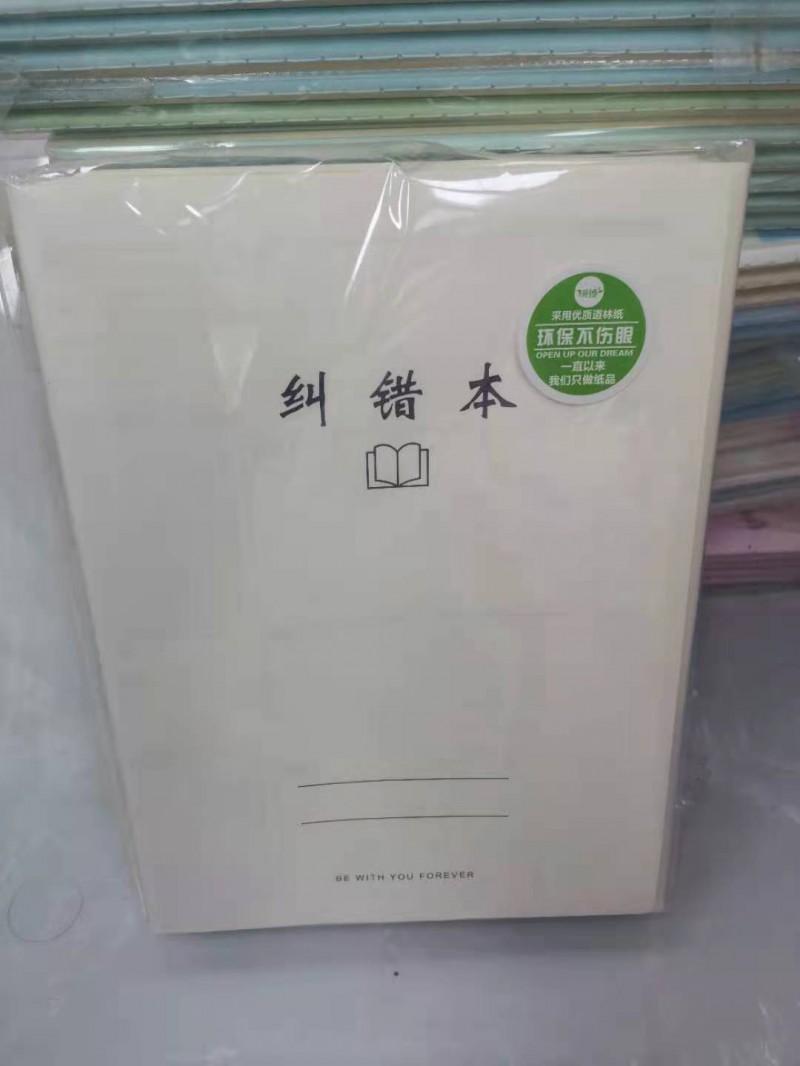 采用优质道林纸
环保不伤眼
OPEN UP OUR DREAM
一直以来
我们只做纸品
纠错本
BE WITH YOU FOREVER